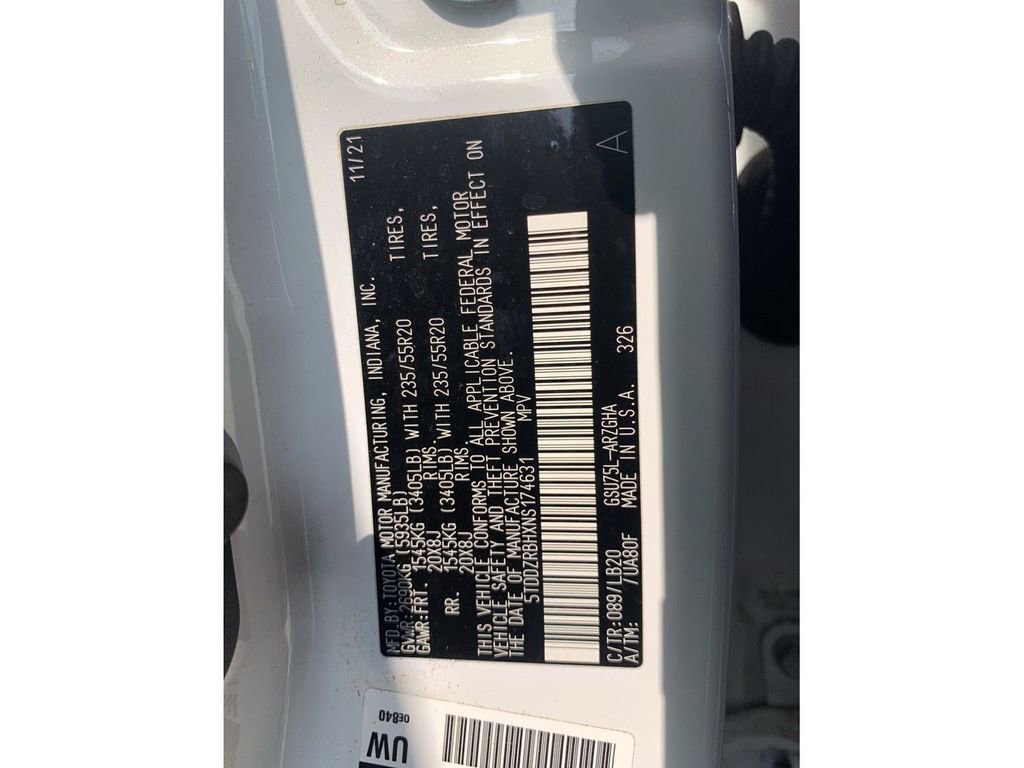 MFD.BY:TOYOTA MOTOR MANUFACTURING, INDIANA, INC. 11/21
GVWR:2690KG (5935LB)
GAWR:FRT. 1545KG (3405LB) WITH 235/55R20 TIRES,
20X8J RIMS.
RR. 1545KG (3405LB) WITH 235/55R20 TIRES,
20X8J RIMS.
THIS VEHICLE CONFORMS TO ALL APPLICABLE FEDERAL MOTOR
VEHICLE SAFETY AND THEFT PREVENTION STANDARDS IN EFFECT ON
THE DATE OF MANUFACTURE SHOWN ABOVE.
5TDDZRBHXNS174631 MPV
C/TR:089/LB20 GSU75L-ARZGHA
A/TM: /UA80F MADE IN U.S.A. 326 A
0E840
UW